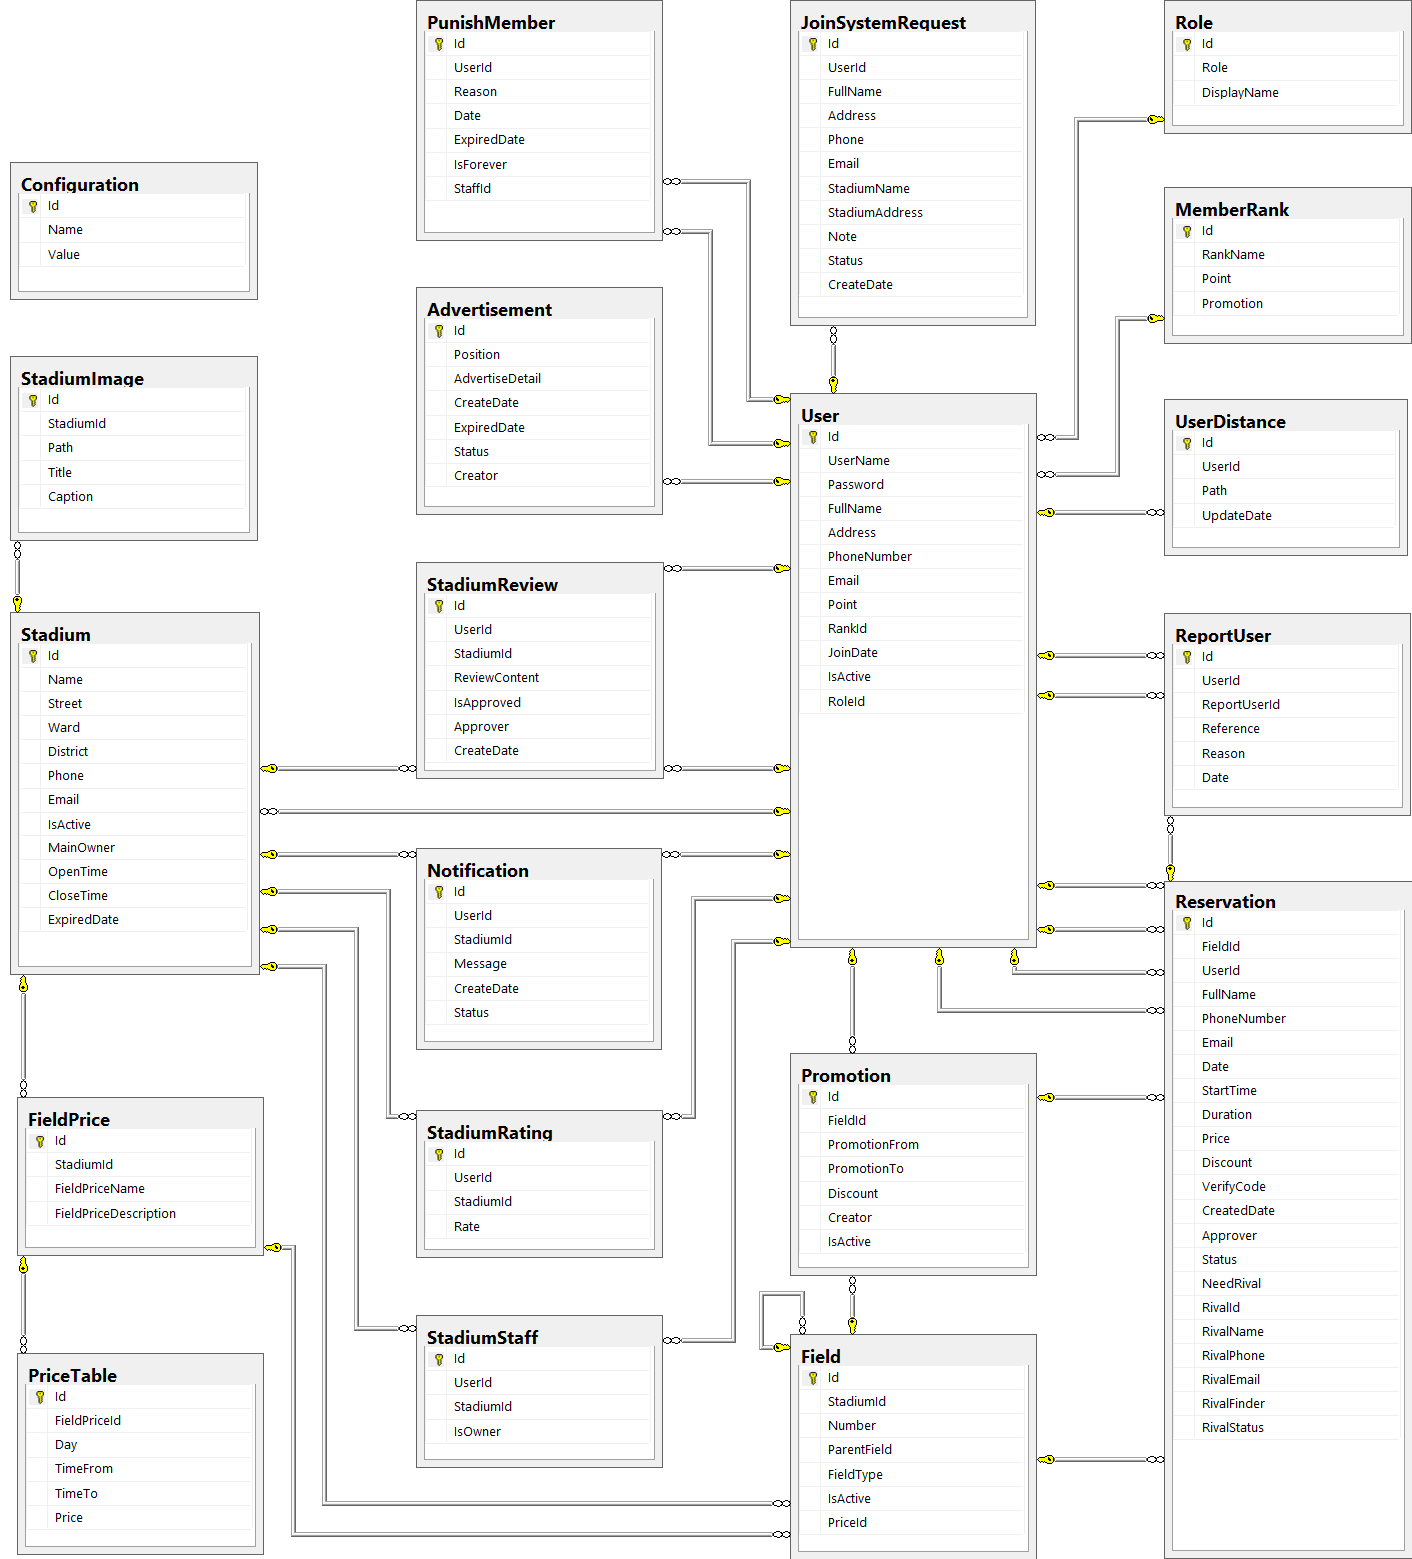 PunishMember
Id
UserId
Reason
Date
ExpiredDate
IsForever
StaffId
JoinSystemRequest
Id
UserId
FullName
Address
Phone
Email
StadiumName
StadiumAddress
Note
Status
CreateDate
Role
Id
Role
DisplayName
Configuration
Id
Name
Value
MemberRank
Id
RankName
Point
Promotion
Advertisement
Id
Position
AdvertiseDetail
CreateDate
ExpiredDate
Status
Creator
StadiumImage
Id
StadiumId
Path
Title
Caption
User
Id
UserName
Password
FullName
Address
PhoneNumber
Email
Point
RankId
JoinDate
IsActive
RoleId
UserDistance
Id
UserId
Path
UpdateDate
StadiumReview
Id
UserId
StadiumId
ReviewContent
IsApproved
Approver
CreateDate
Stadium
Id
Name
Street
Ward
District
Phone
Email
IsActive
MainOwner
OpenTime
CloseTime
ExpiredDate
ReportUser
Id
UserId
ReportUserId
Reference
Reason
Date
Notification
Id
UserId
StadiumId
Message
CreateDate
Status
Reservation
Id
FieldId
UserId
FullName
PhoneNumber
Email
Date
StartTime
Duration
Price
Discount
VerifyCode
CreatedDate
Approver
Status
NeedRival
RivalId
RivalName
RivalPhone
RivalEmail
RivalFinder
RivalStatus
Promotion
Id
FieldId
PromotionFrom
PromotionTo
Discount
Creator
IsActive
FieldPrice
Id
StadiumId
FieldPriceName
FieldPriceDescription
StadiumRating
Id
UserId
StadiumId
Rate
StadiumStaff
Id
UserId
StadiumId
IsOwner
Field
Id
StadiumId
Number
ParentField
FieldType
IsActive
PriceId
PriceTable
Id
FieldPriceId
Day
TimeFrom
TimeTo
Price